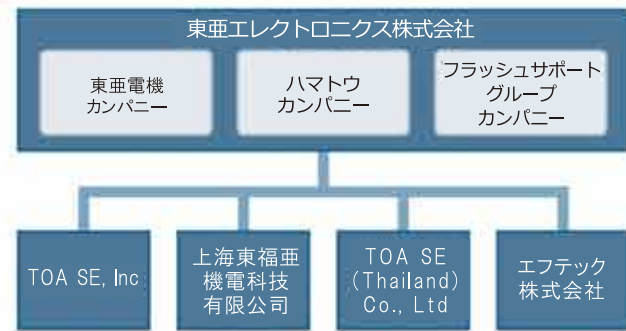 東亜エレクトロニクス株式会社
東亜電機
カンパニー
ハマトウ
カンパニー
フラッシュサポート
グループ
カンパニー
TOA SE, Inc
上海東福亜
機電科技
有限公司
TOA SE
(Thailand)
Co., Ltd
エフテック
株式会社